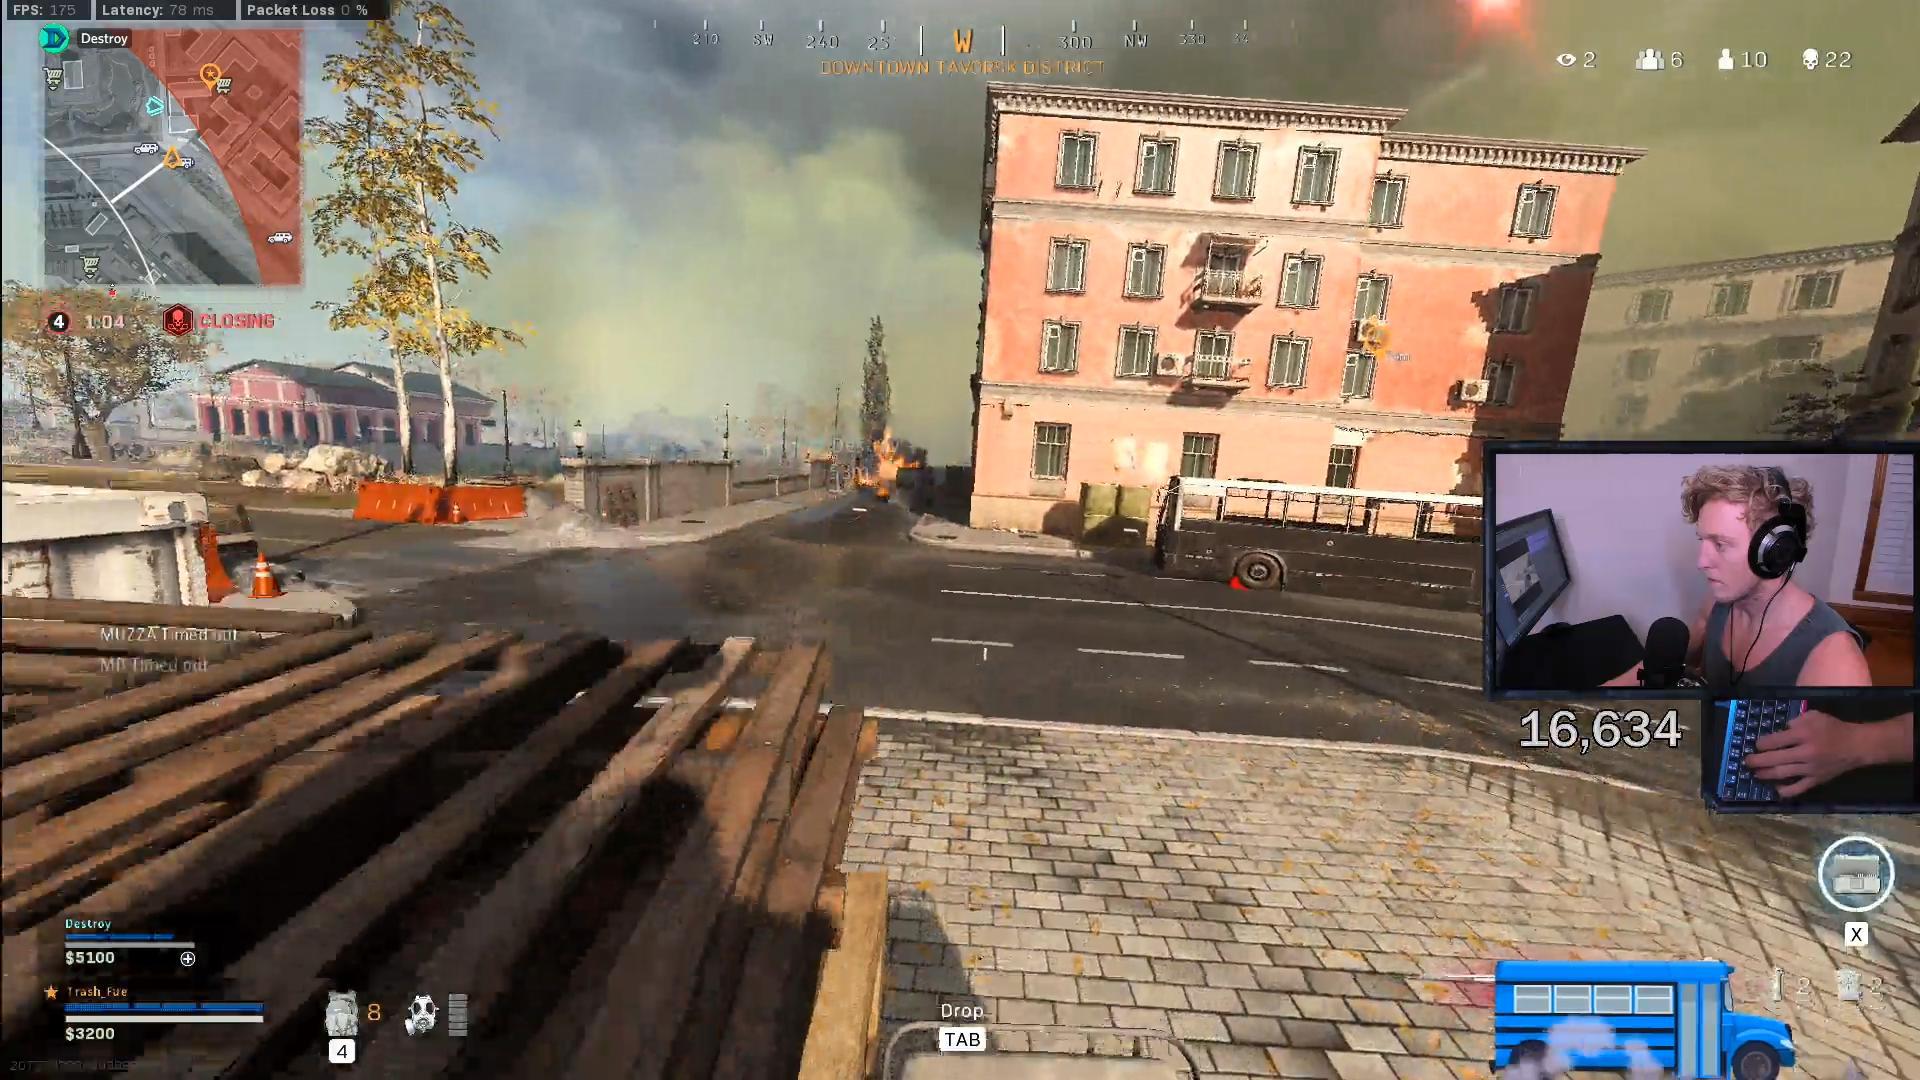 FPS: 175 Latency: 78 ms Packet Loss 0 %
Destroy
210 SW 240 W 300 NW 330
DOWNTOWN TAVORSK DISTRICT
2 6 10 22
4 1:04 CLOSING
MUZZA Timed out
MB Timed out
16,634
X
2 2
Destroy
$5100
Trash_Fue
$3200
8
4
Drop
TAB